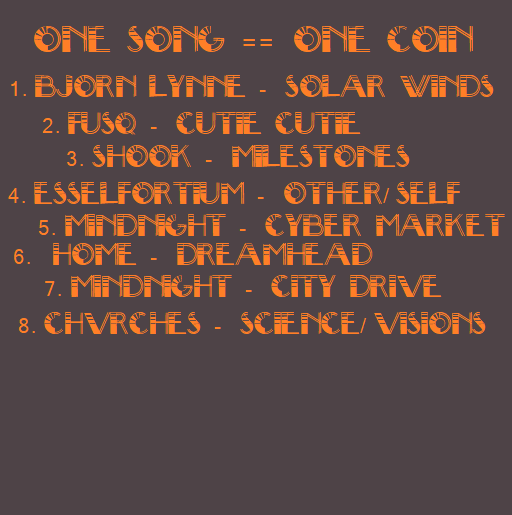 ONE SONG == ONE COIN
1. BJORN LYNNE - SOLAR WINDS
2. FUSQ - CUTIE CUTIE
3. SHOOK - MILESTONES
4. ESSELFORTIUM - OTHER/SELF
5. MINDNIGHT - CYBER MARKET
6. HOME - DREAMHEAD
7. MINDNIGHT - CITY DRIVE
8. CHVRCHES - SCIENCE/VISIONS